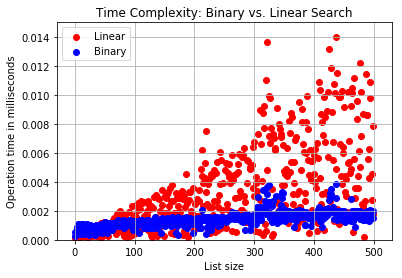 Time Complexity: Binary vs. Linear Search
Linear
Binary
Operation time in milliseconds
0.014
0.012
0.010
0.008
0.006
0.004
0.002
0.000
0
100
200
300
400
500
List size